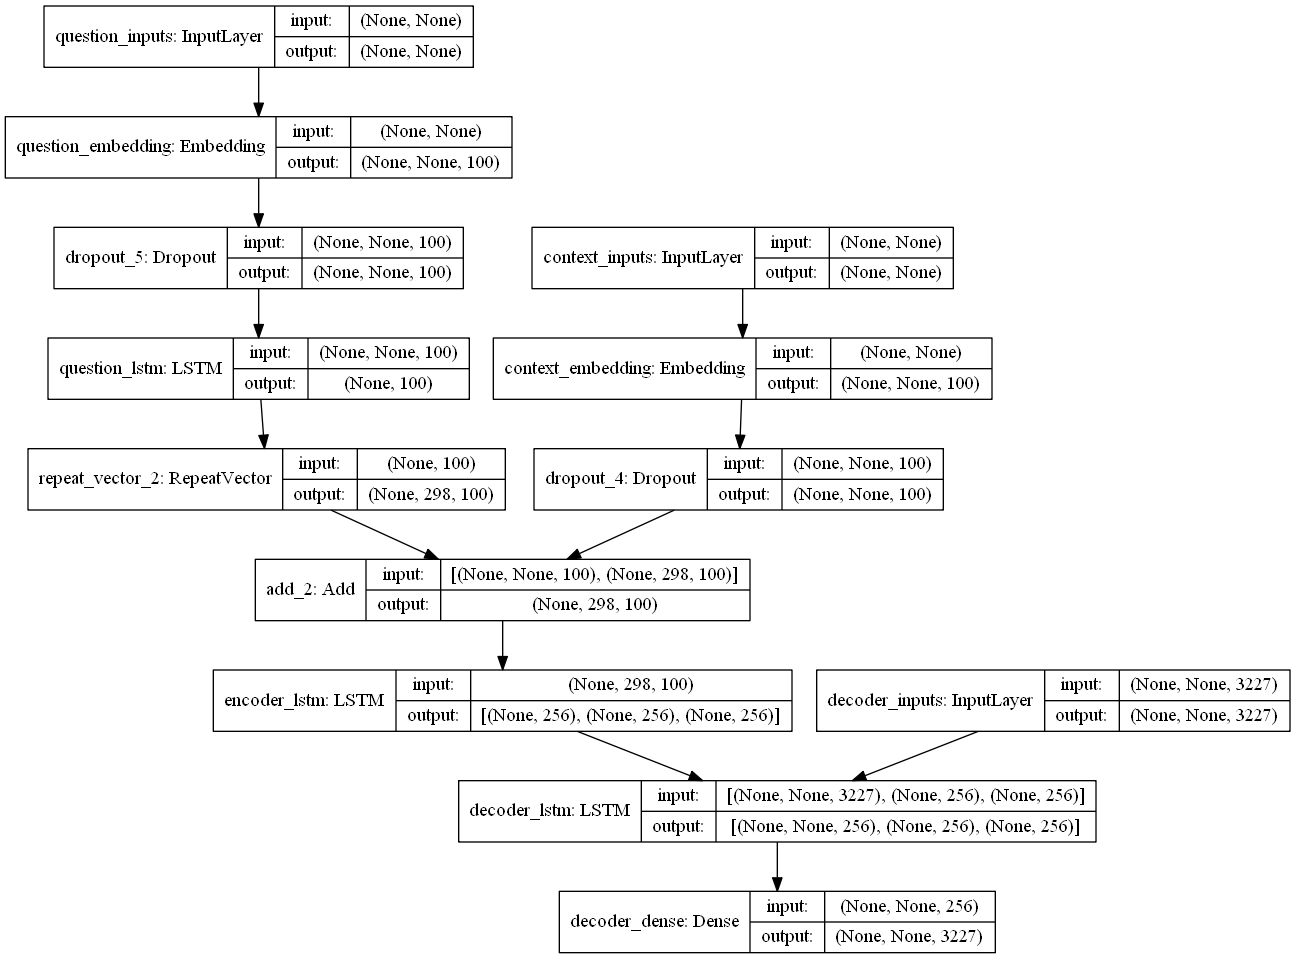 question_inputs: InputLayer
input: (None, None)
output: (None, None)
question_embedding: Embedding
input: (None, None)
output: (None, None, 100)
dropout_5: Dropout
input: (None, None, 100)
output: (None, None, 100)
context_inputs: InputLayer
input: (None, None)
output: (None, None)
question_lstm: LSTM
input: (None, None, 100)
output: (None, 100)
context_embedding: Embedding
input: (None, None)
output: (None, None, 100)
repeat_vector_2: RepeatVector
input: (None, 100)
output: (None, 298, 100)
dropout_4: Dropout
input: (None, None, 100)
output: (None, None, 100)
add_2: Add
input: [(None, None, 100), (None, 298, 100)]
output: (None, 298, 100)
encoder_lstm: LSTM
input: (None, 298, 100)
output: [(None, 256), (None, 256), (None, 256)]
decoder_inputs: InputLayer
input: (None, None, 3227)
output: (None, None, 3227)
decoder_lstm: LSTM
input: [(None, None, 3227), (None, 256), (None, 256)]
output: [(None, None, 256), (None, 256), (None, 256)]
decoder_dense: Dense
input: (None, None, 256)
output: (None, None, 3227)